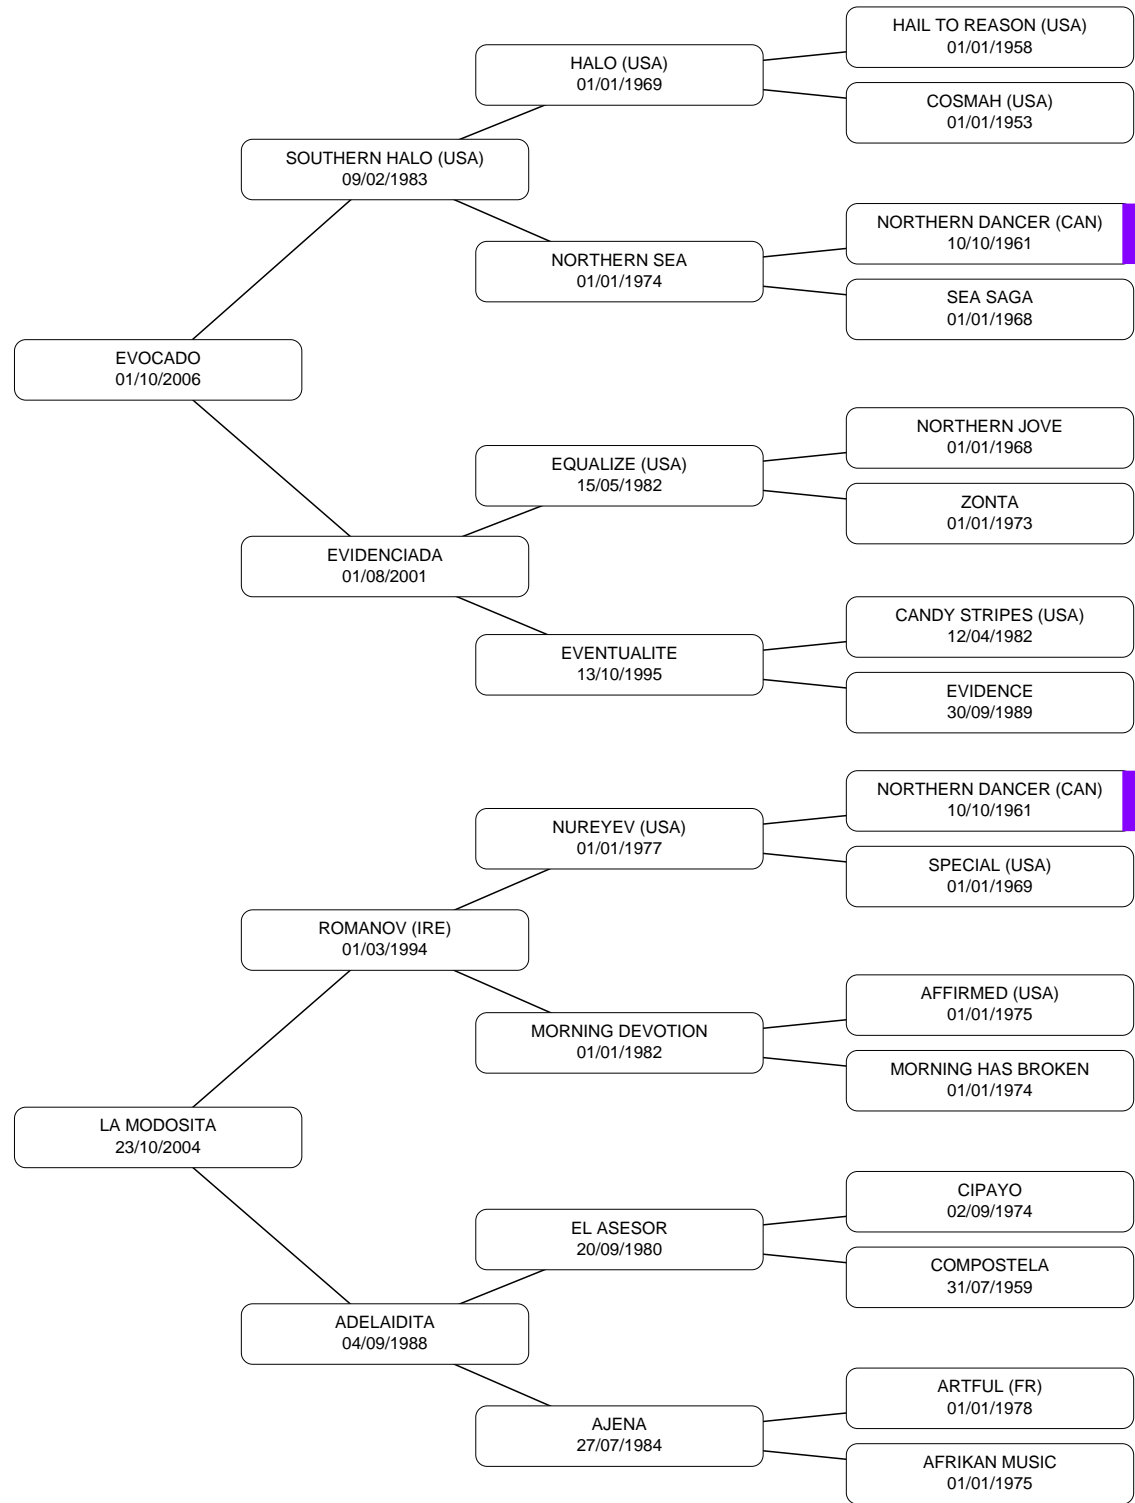 HAIL TO REASON (USA)
01/01/1958
HALO (USA)
01/01/1969
COSMAH (USA)
01/01/1953
SOUTHERN HALO (USA)
09/02/1983
NORTHERN DANCER (CAN)
10/10/1961
NORTHERN SEA
01/01/1974
SEA SAGA
01/01/1968
EVOCADO
01/10/2006
NORTHERN JOVE
01/01/1968
EQUALIZE (USA)
15/05/1982
ZONTA
01/01/1973
EVIDENCIADA
01/08/2001
CANDY STRIPES (USA)
12/04/1982
EVENTUALITE
13/10/1995
EVIDENCE
30/09/1989
NORTHERN DANCER (CAN)
10/10/1961
NUREYEV (USA)
01/01/1977
SPECIAL (USA)
01/01/1969
ROMANOV (IRE)
01/03/1994
AFFIRMED (USA)
01/01/1975
MORNING DEVOTION
01/01/1982
MORNING HAS BROKEN
01/01/1974
LA MODOSITA
23/10/2004
CIPAYO
02/09/1974
EL ASESOR
20/09/1980
COMPOSTELA
31/07/1959
ADELAIDITA
04/09/1988
ARTFUL (FR)
01/01/1978
AJENA
27/07/1984
AFRIKAN MUSIC
01/01/1975